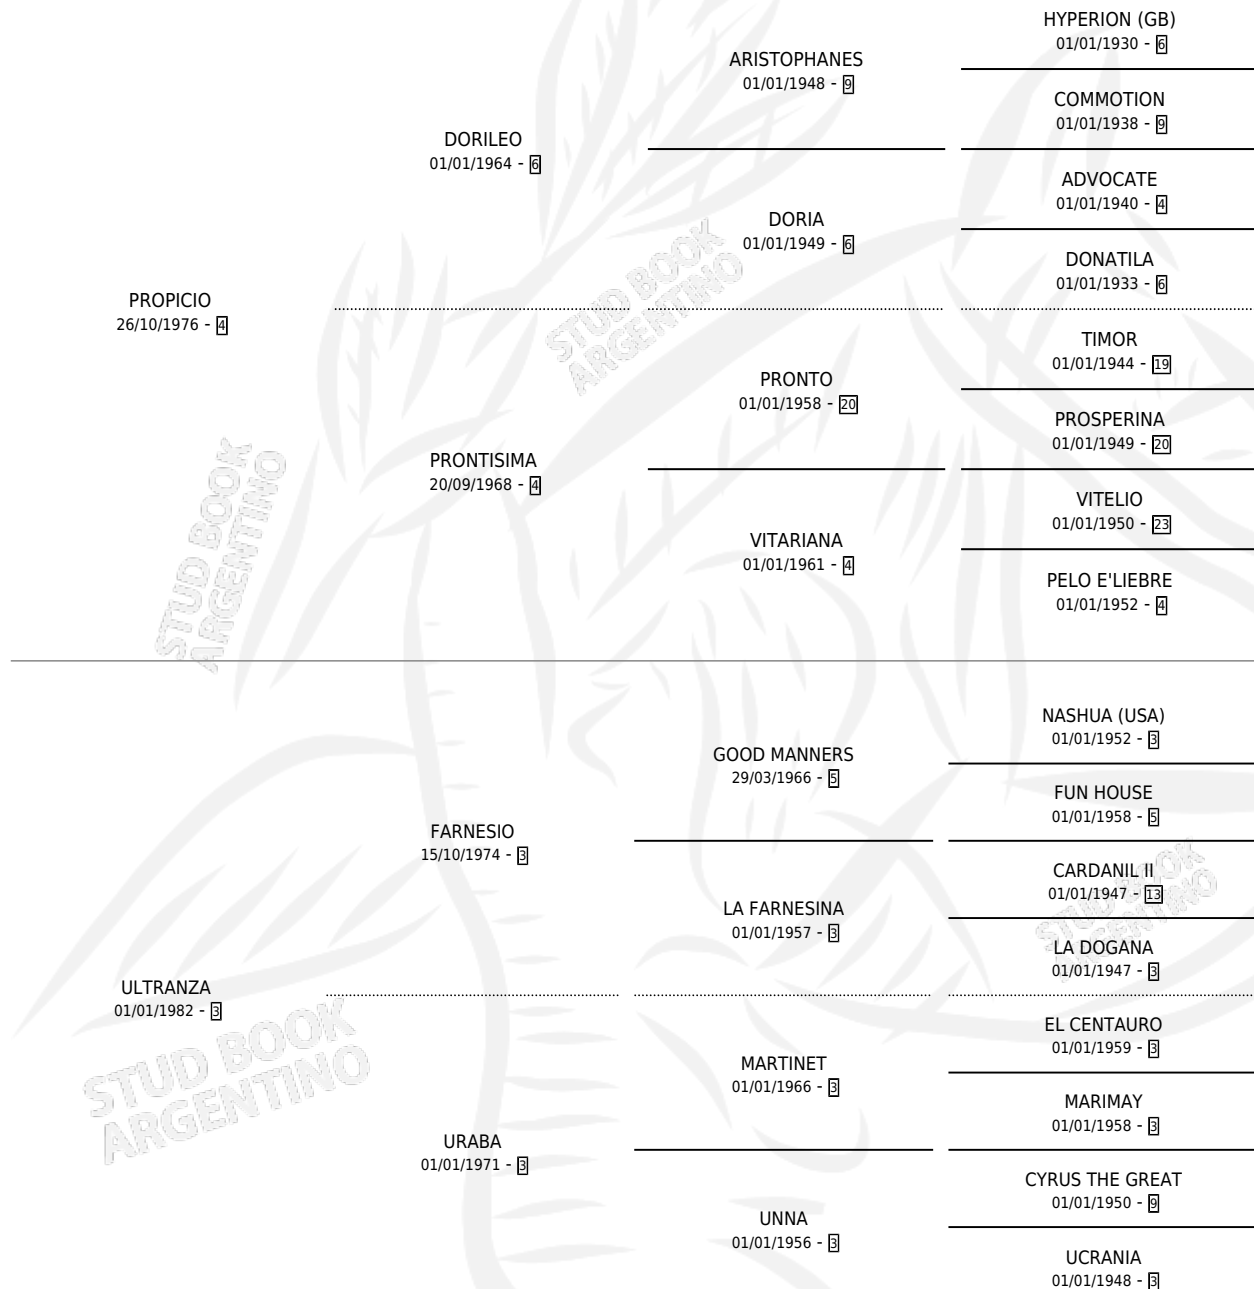 HYPERION (GB)
01/01/1930 - 6
ARISTOPHANES
01/01/1948 - 9
COMMOTION
01/01/1938 - 9
DORILEO
01/01/1964 - 6
ADVOCATE
01/01/1940 - 4
DORIA
01/01/1949 - 6
DONATILA
01/01/1933 - 6
PROPICIO
26/10/1976 - 4
STUD BOOK
ARGENTINO
TIMOR
01/01/1944 - 19
PRONTO
01/01/1958 - 20
PROSPERINA
01/01/1949 - 20
PRONTISIMA
20/09/1968 - 4
VITELIO
01/01/1950 - 23
VITARIANA
01/01/1961 - 4
PELO E'LIEBRE
01/01/1952 - 4
STUD BOOK
ARGENTINO
NASHUA (USA)
01/01/1952 - 3
GOOD MANNERS
29/03/1966 - 5
FUN HOUSE
01/01/1958 - 5
FARNESIO
15/10/1974 - 3
CARDANIL II
01/01/1947 - 13
LA FARNESINA
01/01/1957 - 3
LA DOGANA
01/01/1947 - 3
STUD BOOK
ARGENTINO
ULTRANZA
01/01/1982 - 3
EL CENTAURO
01/01/1959 - 3
MARTINET
01/01/1966 - 3
MARIMAY
01/01/1958 - 3
STUD BOOK
ARGENTINO
URABA
01/01/1971 - 3
CYRUS THE GREAT
01/01/1950 - 9
UNNA
01/01/1956 - 3
UCRANIA
01/01/1948 - 3